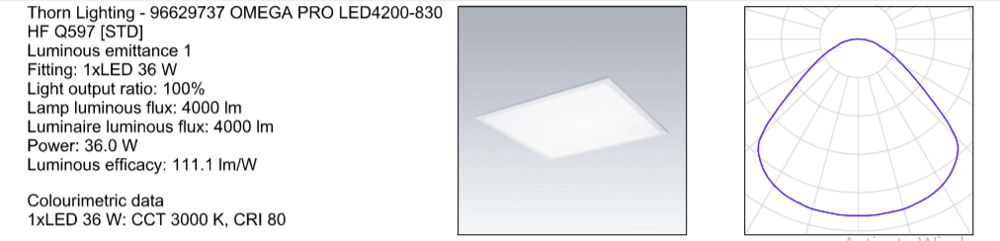 Thorn Lighting - 96629737 OMEGA PRO LED4200-830
HF Q597 [STD]
Luminous emittance 1
Fitting: 1xLED 36 W
Light output ratio: 100%
Lamp luminous flux: 4000 lm
Luminaire luminous flux: 4000 lm
Power: 36.0 W
Luminous efficacy: 111.1 lm/W
Colourimetric data
1xLED 36 W: CCT 3000 K, CRI 80